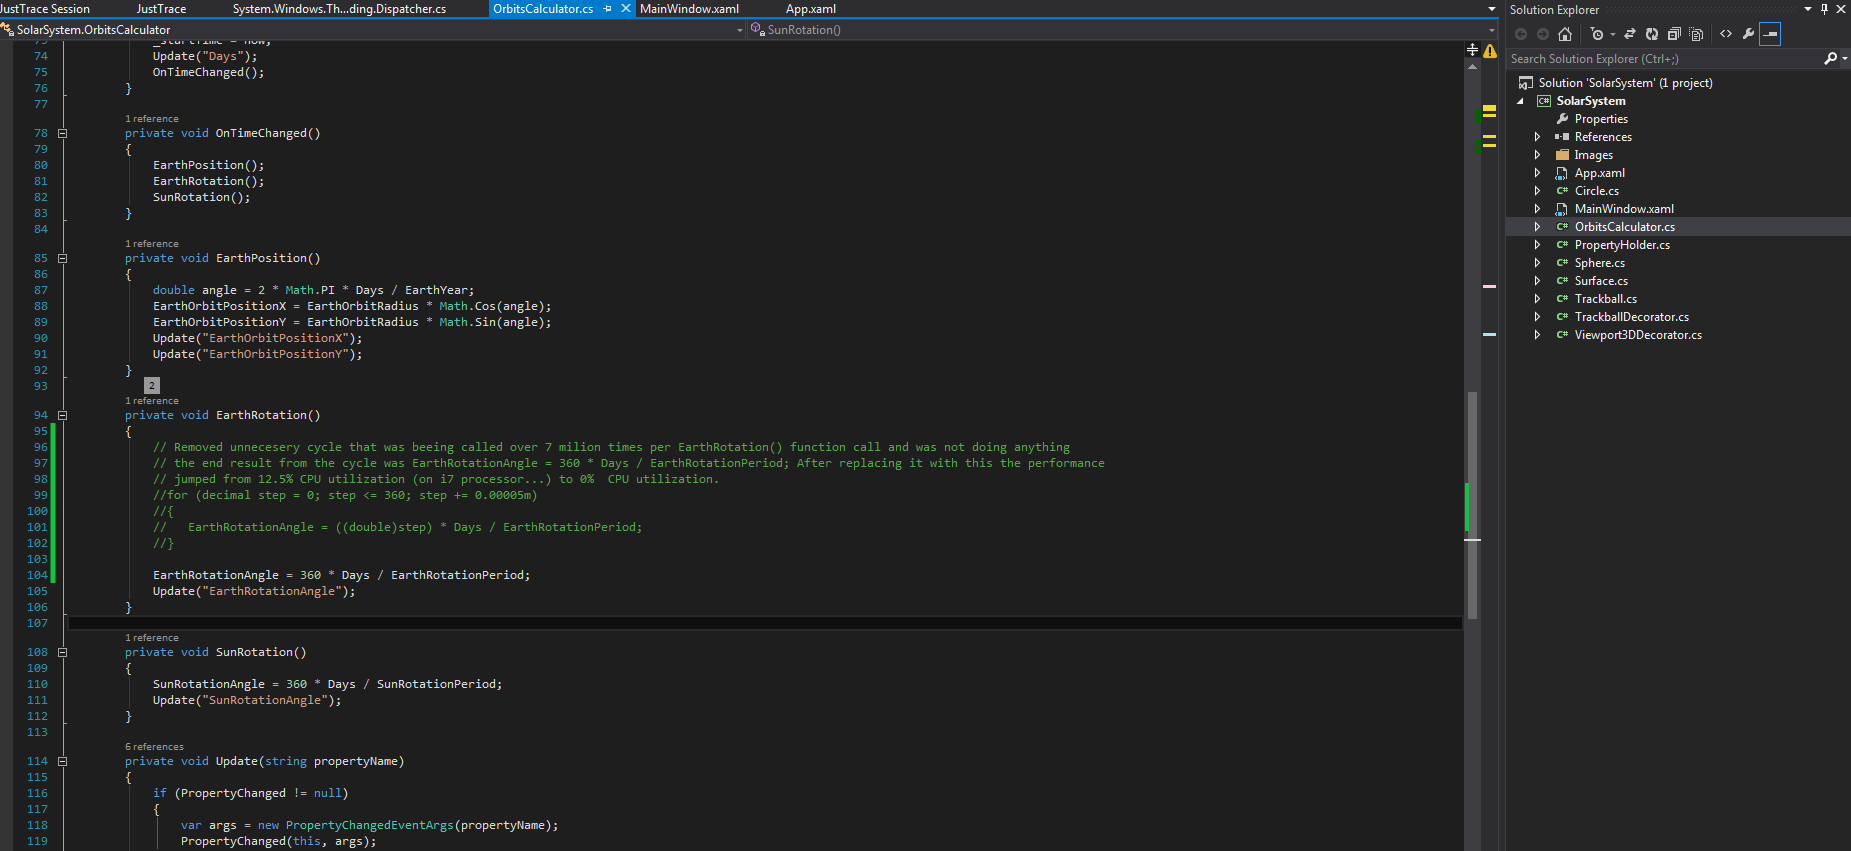 JustTrace Session JustTrace System.Windows.Th...ding.Dispatcher.cs OrbitsCalculator.cs MainWindow.xaml App.xaml
SolarSystem.OrbitsCalculator SunRotation()
_startTime = now;
74 Update("Days");
75 OnTimeChanged();
76 }
77
1 reference
78 private void OnTimeChanged()
79 {
80 EarthPosition();
81 EarthRotation();
82 SunRotation();
83 }
84
1 reference
85 private void EarthPosition()
86 {
87 double angle = 2 * Math.PI * Days / EarthYear;
88 EarthOrbitPositionX = EarthOrbitRadius * Math.Cos(angle);
89 EarthOrbitPositionY = EarthOrbitRadius * Math.Sin(angle);
90 Update("EarthOrbitPositionX");
91 Update("EarthOrbitPositionY");
92 }
93 2
1 reference
94 private void EarthRotation()
95 {
96 // Removed unnecesery cycle that was beeing called over 7 milion times per EarthRotation() function call and was not doing anything
97 // the end result from the cycle was EarthRotationAngle = 360 * Days / EarthRotationPeriod; After replacing it with this the performance
98 // jumped from 12.5% CPU utilization (on i7 processor...) to 0% CPU utilization.
99 //for (decimal step = 0; step <= 360; step += 0.00005m)
100 //{
101 // EarthRotationAngle = ((double)step) * Days / EarthRotationPeriod;
102 //}
103
104 EarthRotationAngle = 360 * Days / EarthRotationPeriod;
105 Update("EarthRotationAngle");
106 }
107
1 reference
108 private void SunRotation()
109 {
110 SunRotationAngle = 360 * Days / SunRotationPeriod;
111 Update("SunRotationAngle");
112 }
113
6 references
114 private void Update(string propertyName)
115 {
116 if (PropertyChanged != null)
117 {
118 var args = new PropertyChangedEventArgs(propertyName);
119 PropertyChanged(this, args);
Solution Explorer
Search Solution Explorer (Ctrl+;)
Solution 'SolarSystem' (1 project)
C# SolarSystem
Properties
References
Images
App.xaml
C# Circle.cs
MainWindow.xaml
C# OrbitsCalculator.cs
C# PropertyHolder.cs
C# Sphere.cs
C# Surface.cs
C# Trackball.cs
C# TrackballDecorator.cs
C# Viewport3DDecorator.cs